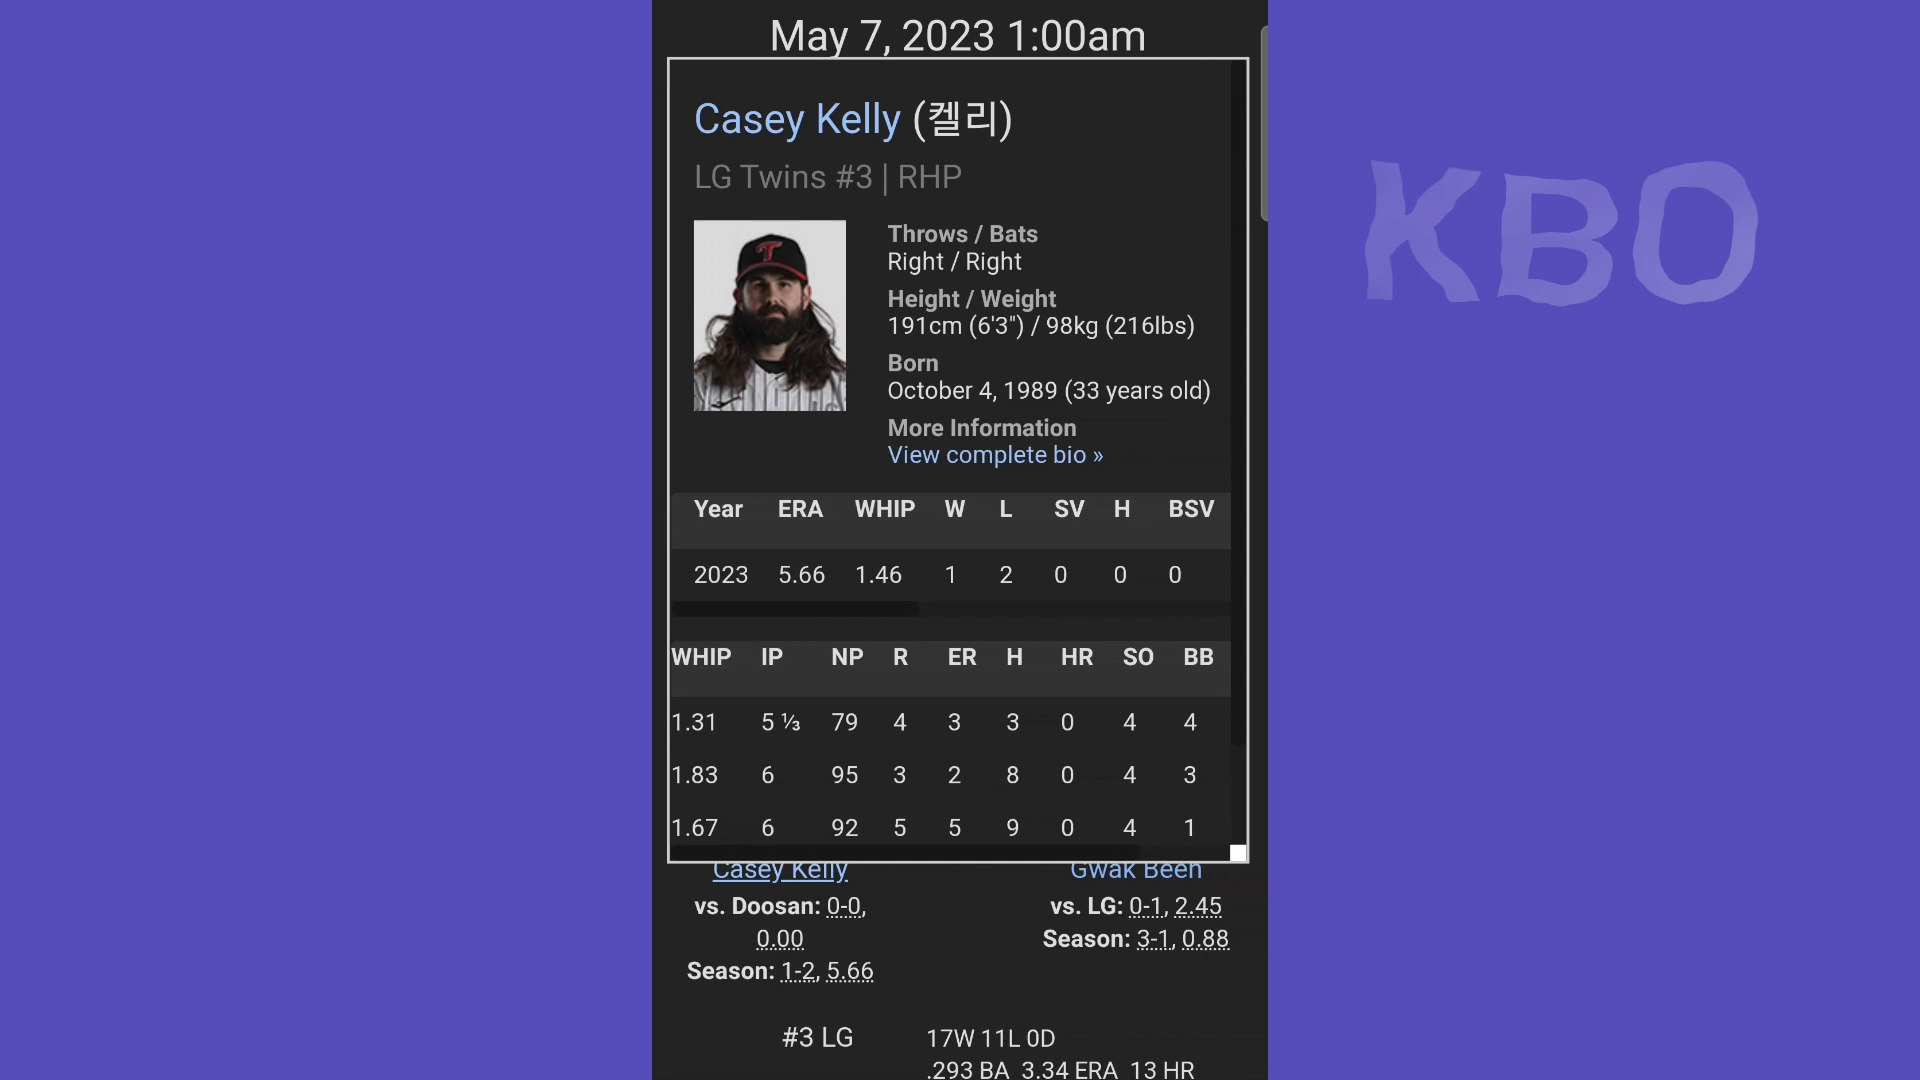 May 7, 2023 1:00am
Casey Kelly (켈리)
LG Twins #3 | RHP
Throws / Bats
Right / Right
Height / Weight
191cm (6'3") / 98kg (216lbs)
Born
October 4, 1989 (33 years old)
More Information
View complete bio »
Year ERA WHIP W L SV H BSV
2023 5.66 1.46 1 2 0 0 0
WHIP IP NP R ER H HR SO BB
1.31 5 ⅓ 79 4 3 3 0 4 4
1.83 6 95 3 2 8 0 4 3
1.67 6 92 5 5 9 0 4 1
Casey Kelly
vs. Doosan: 0-0,
0.00
Season: 1-2, 5.66
Gwak Been
vs. LG: 0-1, 2.45
Season: 3-1, 0.88
#3 LG
17W 11L 0D
.293 BA 3.34 ERA 13 HR
KBO